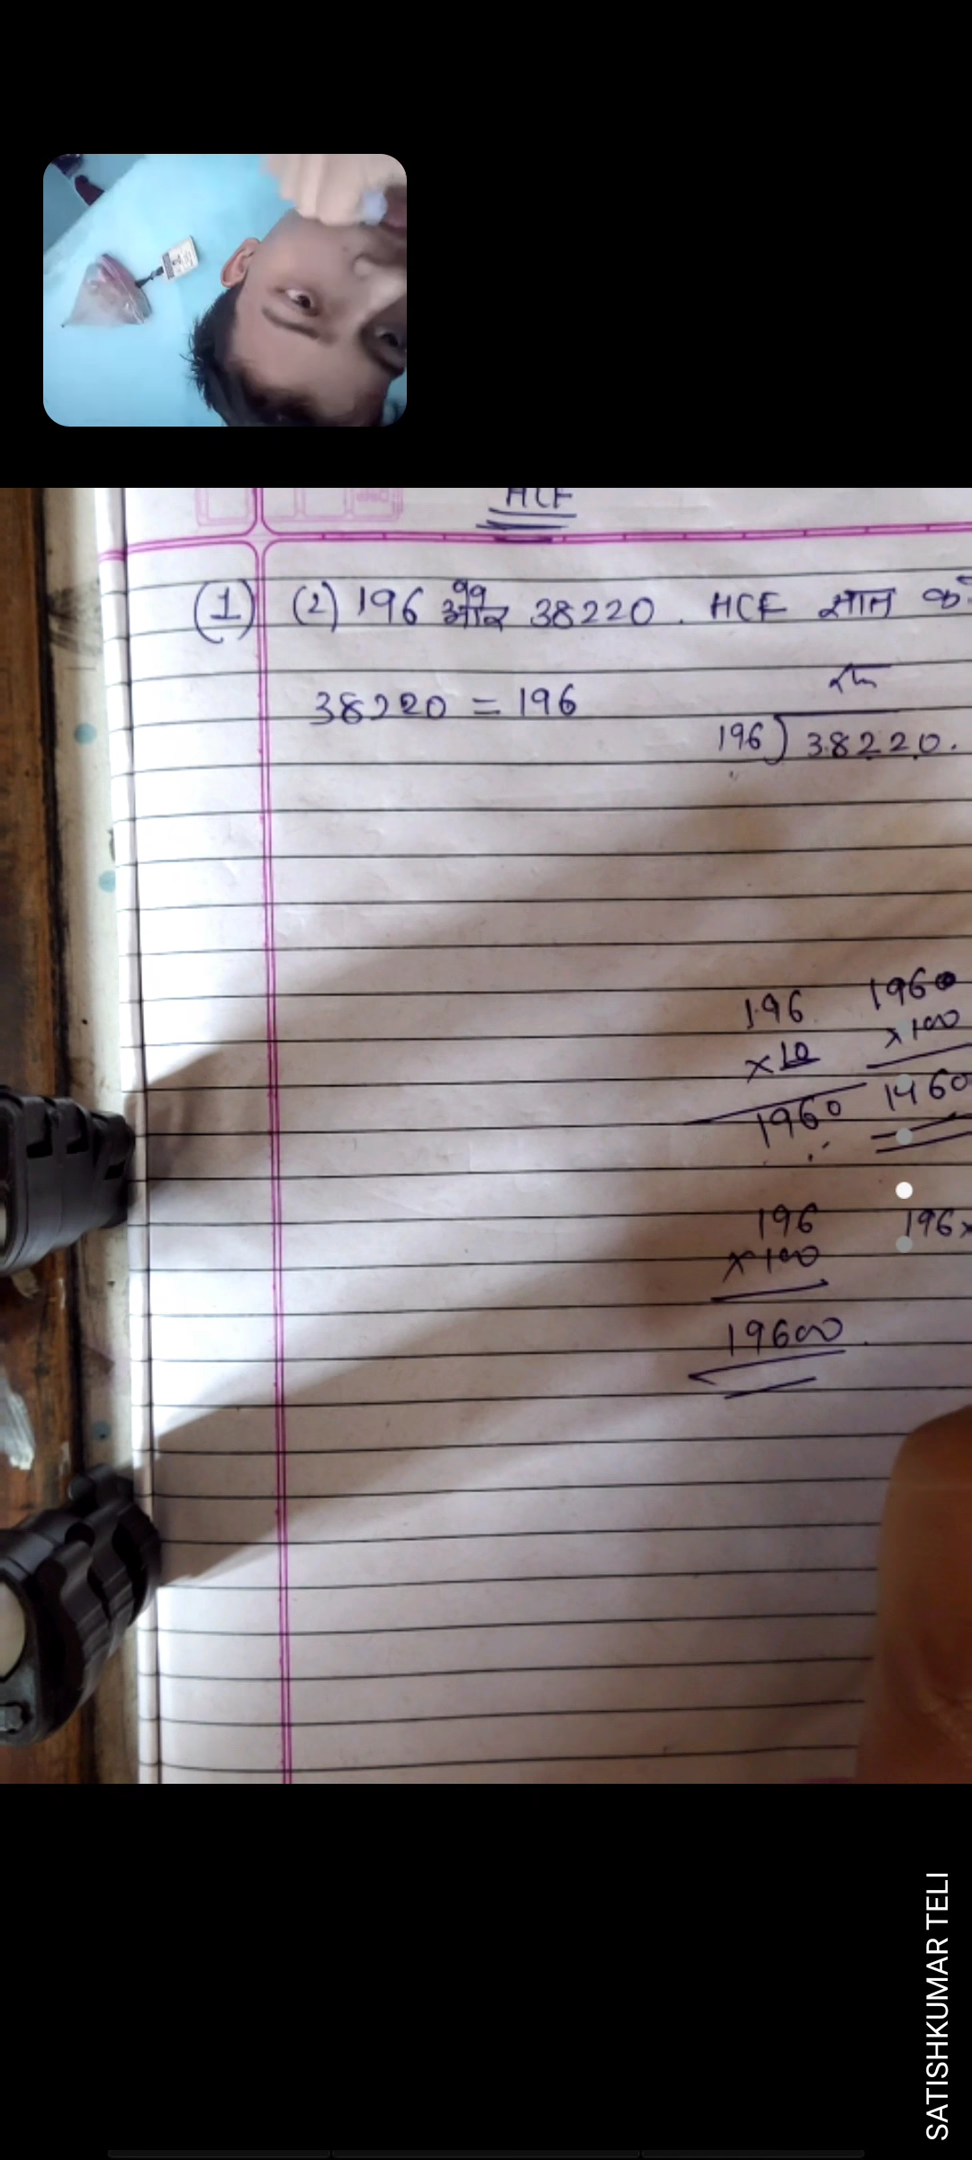 HCF
(1) (2) 196 और 38220. HCF ज्ञात
38220 = 196
196 ) 38220.
196
x 10
1960
1960
x 100
1960
196
x 100
19600
196 x
SATISHKUMAR TELI